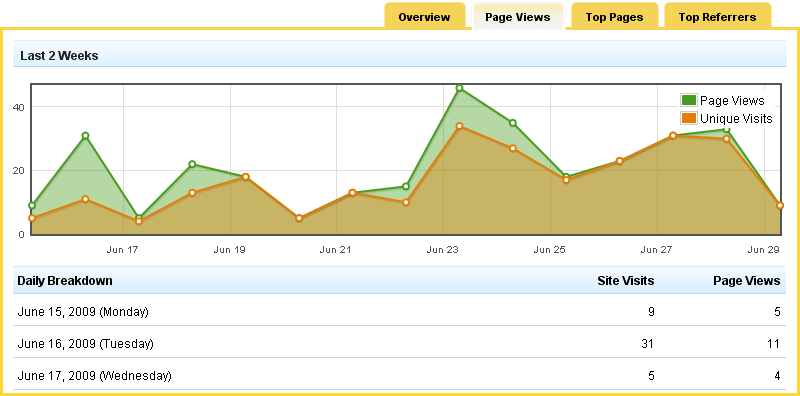 Overview Page Views Top Pages Top Referrers
Last 2 Weeks
40
20
0
Page Views
Unique Visits
Jun 17 Jun 19 Jun 21 Jun 23 Jun 25 Jun 27 Jun 29
Daily Breakdown Site Visits Page Views
June 15, 2009 (Monday) 9 5
June 16, 2009 (Tuesday) 31 11
June 17, 2009 (Wednesday) 5 4